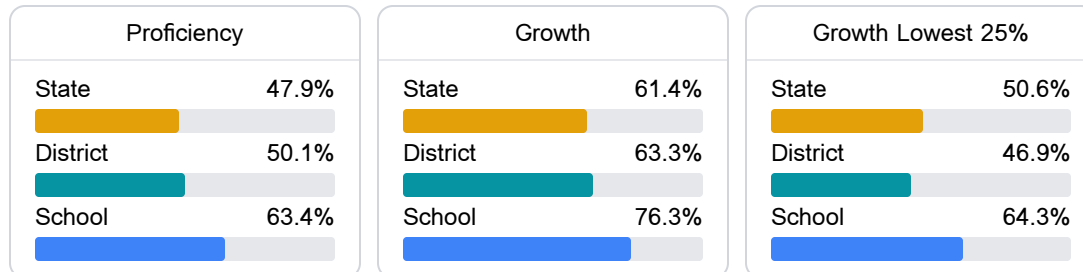 Proficiency
State 47.9%
District 50.1%
School 63.4%
Growth
State 61.4%
District 63.3%
School 76.3%
Growth Lowest 25%
State 50.6%
District 46.9%
School 64.3%